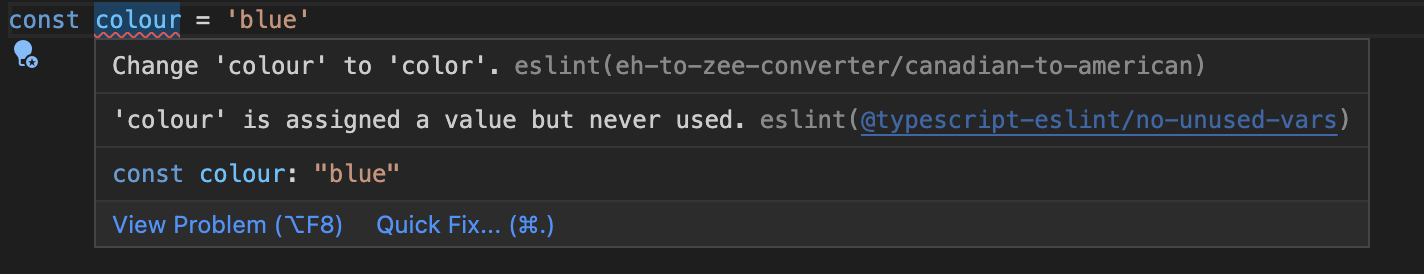 const colour = 'blue'
Change 'colour' to 'color'. eslint(eh-to-zee-converter/canadian-to-american)
'colour' is assigned a value but never used. eslint(@typescript-eslint/no-unused-vars)
const colour: "blue"
View Problem (⌥F8) Quick Fix... (⌘.)